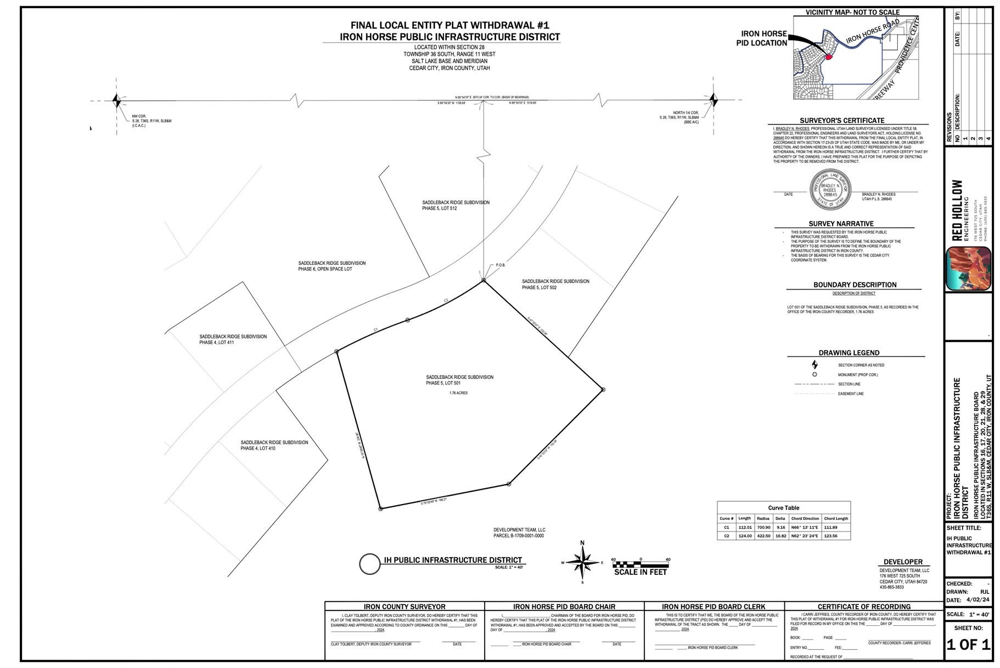 FINAL LOCAL ENTITY PLAT WITHDRAWAL #1
IRON HORSE PUBLIC INFRASTRUCTURE DISTRICT
LOCATED WITHIN SECTION 28
TOWNSHIP 36 SOUTH, RANGE 11 WEST
SALT LAKE BASE AND MERIDIAN
CEDAR CITY, IRON COUNTY, UTAH
VICINITY MAP- NOT TO SCALE
IRON HORSE
PID LOCATION
IRON HORSE ROAD
PROVIDENCE CENTE
REEWAY
N 89°54'33" E 2673.34' COR. TO COR. (BASIS OF BEARINGS)
S 89°54'33" W 1156.69'
N 89°54'33" E 1516.65'
NW COR.
S 28, T36S, R11W, SLB&M
(I.C.A.C.)
NORTH 1/4 COR.
S 28, T36S, R11W, SLB&M
(BBE A/C)
SADDLEBACK RIDGE SUBDIVISION
PHASE 5, LOT 512
SADDLEBACK RIDGE SUBDIVISION
PHASE 6, OPEN SPACE LOT
P.O.B.
SADDLEBACK RIDGE SUBDIVISION
PHASE 5, LOT 502
C2
C1
SADDLEBACK RIDGE SUBDIVISION
PHASE 4, LOT 411
SADDLEBACK RIDGE SUBDIVISION
PHASE 5, LOT 501
1.76 ACRES
SADDLEBACK RIDGE SUBDIVISION
PHASE 4, LOT 410
S 79°05'49" W 188.21'
DEVELOPMENT TEAM, LLC
PARCEL B-1709-0001-0000
IH PUBLIC INFRASTRUCTURE DISTRICT
SCALE: 1" = 40'
N
W
E
S
40 0 40
SCALE IN FEET
SURVEYOR'S CERTIFICATE
I, BRADLEY N. RHODES, PROFESSIONAL UTAH LAND SURVEYOR LICENSED UNDER TITLE 58,
CHAPTER 22, PROFESSIONAL ENGINEERS AND LAND SURVEYORS ACT, HOLDING LICENSE NO.
288645 DO HEREBY CERTIFY THAT THIS WITHDRAWAL FROM THE FINAL LOCAL ENTITY PLAT, IN
ACCORDANCE WITH SECTION 17-23-20 OF UTAH STATE CODE, WAS MADE BY ME, OR UNDER MY
DIRECTION, AND SHOWN HEREON IS A TRUE AND CORRECT REPRESENTATION OF SAID
WITHDRAWAL FROM THE IRON HORSE INFRASTRUCTURE DISTRICT. I FURTHER CERTIFY THAT BY
AUTHORITY OF THE OWNERS, I HAVE PREPARED THIS PLAT FOR THE PURPOSE OF DEPICTING
THE PROPERTY TO BE REMOVED FROM THE DISTRICT.
DATE
PROFESSIONAL LAND SURVEYOR
BRADLEY N.
RHODES
288645
STATE OF UTAH
BRADLEY N. RHODES
UTAH P.L.S. 288645
SURVEY NARRATIVE
- THIS SURVEY WAS REQUESTED BY THE IRON HORSE PUBLIC
INFRASTRUCTURE DISTRICT BOARD.
- THE PURPOSE OF THE SURVEY IS TO DEFINE THE BOUNDARY OF THE
PROPERTY TO BE WITHDRAWN FROM THE IRON HORSE PUBLIC
INFRASTRUCTURE DISTRICT IN IRON COUNTY.
- THE BASIS OF BEARING FOR THIS SURVEY IS THE CEDAR CITY
COORDINATE SYSTEM.
BOUNDARY DESCRIPTION
DESCRIPTION OF DISTRICT
LOT 501 OF THE SADDLEBACK RIDGE SUBDIVISION, PHASE 5, AS RECORDED IN THE
OFFICE OF THE IRON COUNTY RECORDER, 1.76 ACRES
DRAWING LEGEND
SECTION CORNER AS NOTED
MONUMENT (PROP COR.)
SECTION LINE
EASEMENT LINE
Curve Table
Curve # Length Radius Delta Chord Direction Chord Length
C1 112.01 700.90 9.16 N66° 13' 11"E 111.89
C2 124.00 422.50 16.82 N62° 23' 24"E 123.56
DEVELOPER
DEVELOPMENT TEAM, LLC
176 WEST 725 SOUTH
CEDAR CITY, UTAH 84720
435-865-3833
IRON COUNTY SURVEYOR
I, CLAY TOLBERT, DEPUTY IRON COUNTY SURVEYOR, DO HEREBY CERTIFY THAT THIS
PLAT OF THE IRON HORSE PUBLIC INFRASTRUCTURE DISTRICT WITHDRAWAL #1, HAS BEEN
EXAMINED AND APPROVED ACCORDING TO COUNTY ORDINANCE ON THIS ________ DAY OF
________________________, 2024.
CLAY TOLBERT, DEPUTY IRON COUNTY SURVEYOR DATE
IRON HORSE PID BOARD CHAIR
I,________________________, CHAIRMAN OF THE BOARD FOR IRON HORSE PID, DO
HEREBY CERTIFY THAT THIS PLAT OF THE IRON HORSE PUBLIC INFRASTRUCTURE DISTRICT
WITHDRAWAL #1, HAS BEEN APPROVED AND ACCEPTED BY THE BOARD ON THIS ________
DAY OF ________________________, 2024.
________ ____, IRON HORSE PID BOARD CHAIR DATE
IRON HORSE PID BOARD CLERK
THIS IS TO CERTIFY THAT WE, THE BOARD OF THE IRON HORSE PUBLIC
INFRASTRUCTURE DISTRICT (PID) DO HEREBY APPROVE AND ACCEPT THE
WITHDRAWAL OF THE TRACT AS SHOWN. THE _____ DAY OF ______________
______________ ,2024.
________ ____, IRON HORSE PID BOARD CLERK
CERTIFICATE OF RECORDING
I CARRI JEFFRIES, COUNTY RECORDER OF IRON COUNTY, DO HEREBY CERTIFY THAT
THIS PLAT OF WITHDRAWAL #1 FOR IRON HORSE PUBLIC INFRASTRUCTURE DISTRICT WAS
FILED FOR RECORD IN MY OFFICE ON THIS THE _______ DAY OF ______________________,
2024.
BOOK: _____ PAGE _____
COUNTY RECORDER- CARRI JEFFERIES
ENTRY NO.________ FEE:_______
RECORDED AT THE REQUEST OF ____________________________________
REVISIONS
NO DESCRIPTION: DATE: BY:
1
2
3
4
RED HOLLOW
ENGINEERING
176 WEST 725 SOUTH
CEDAR CITY, UTAH
PHONE: (435) 865-3833
PROJECT:
IRON HORSE PUBLIC INFRASTRUCTURE
DISTRICT
IRON HORSE PUBLIC INFRASTRUCTURE BOARD
LOCATED IN SECTIONS 16, 17, 20, 21, 28, & 29
T36S, R11 W, SLB&M, CEDAR CITY, IRON COUNTY, UT
SHEET TITLE:
IH PUBLIC
INFRASTRUCTURE
WITHDRAWAL #1
CHECKED: -
DRAWN: RJL
DATE: 4/02/24
SCALE: 1" = 40'
SHEET NO:
1 OF 1